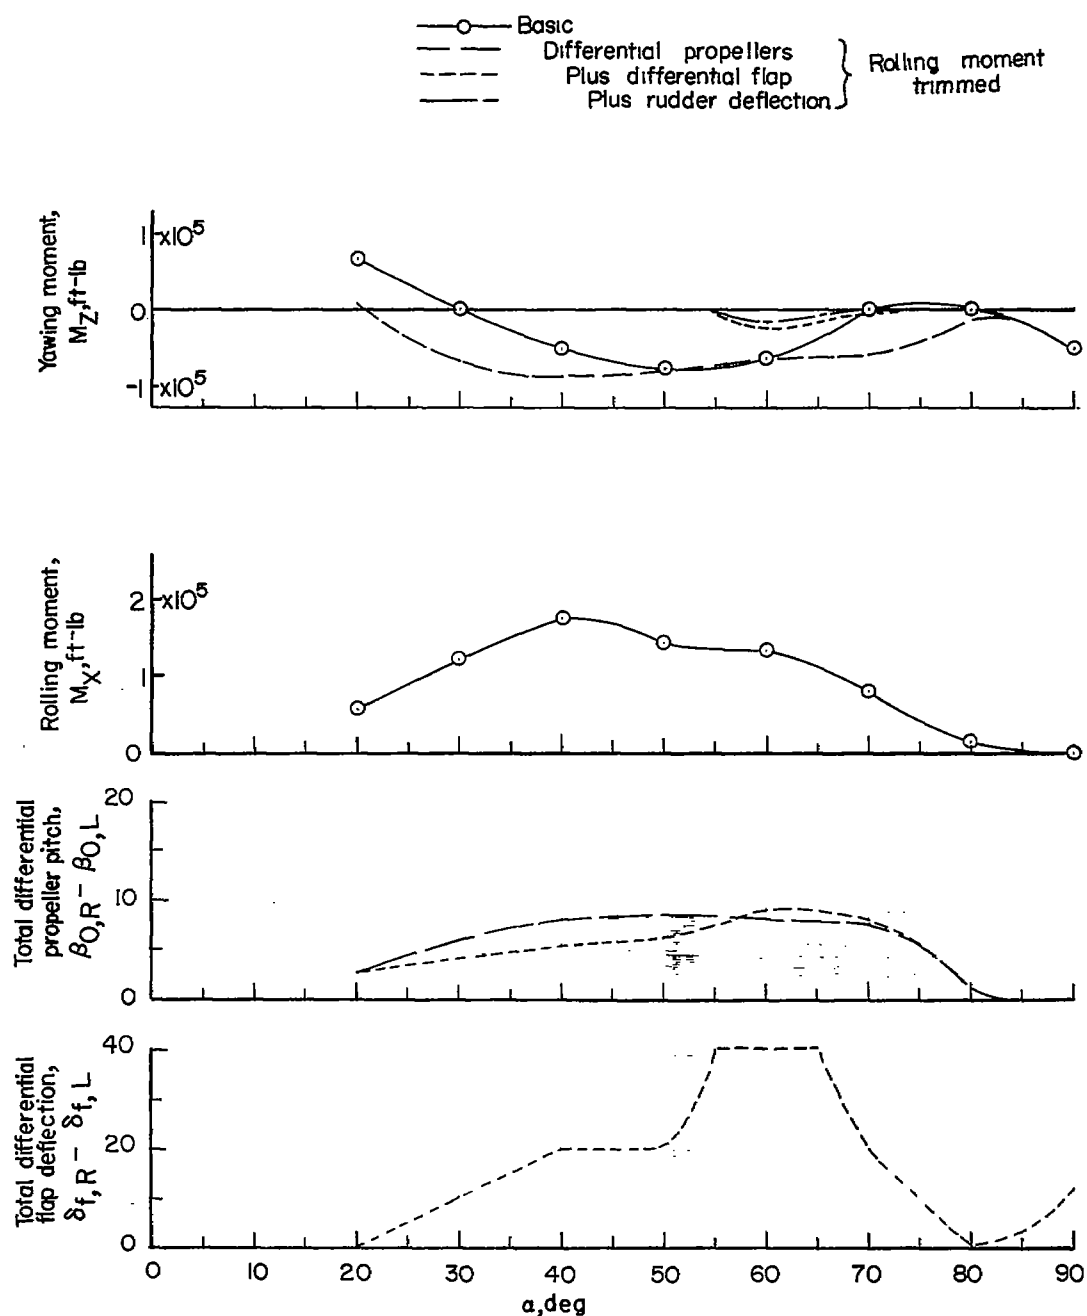 Basic
Differential propellers
Plus differential flap
Plus rudder deflection
Rolling moment
trimmed
Yawing moment,
M_Z, ft-lb
1 x10^5
0
-1 x10^5
Rolling moment,
M_X, ft-lb
2 x10^5
1
0
Total differential
propeller pitch,
β_0,R - β_0,L
20
10
0
Total differential
flap deflection,
δ_f,R - δ_f,L
40
20
0
0 10 20 30 40 50 60 70 80 90
α, deg